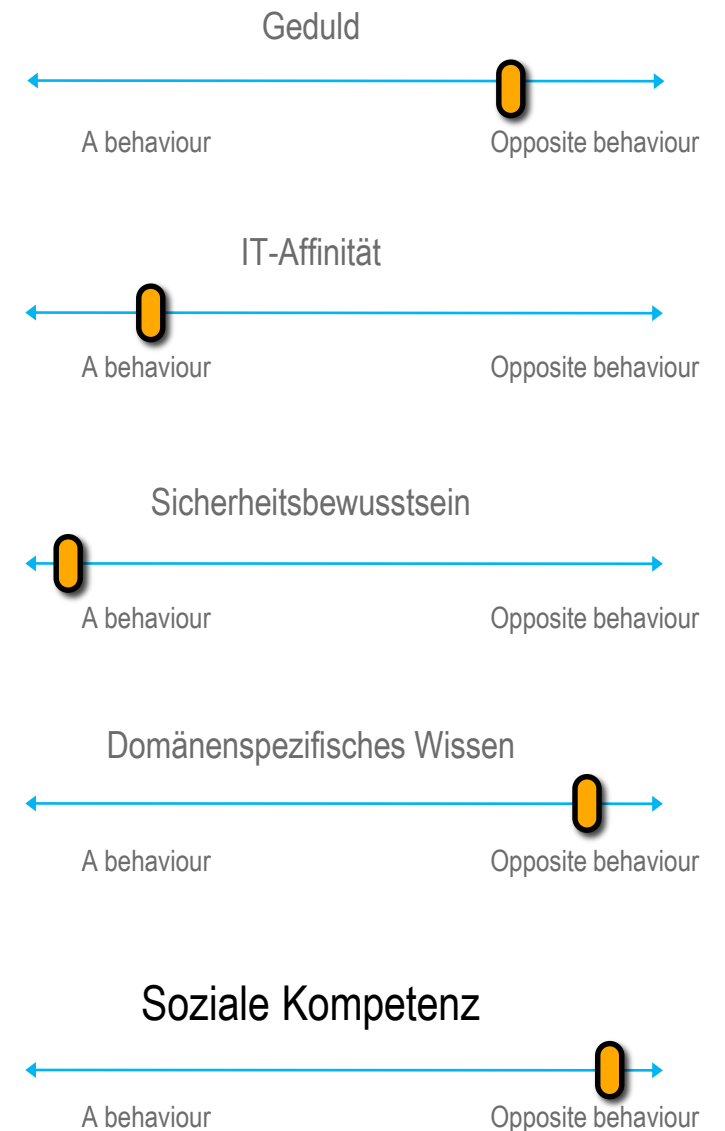 Geduld
A behaviour Opposite behaviour
IT-Affinität
A behaviour Opposite behaviour
Sicherheitsbewusstsein
A behaviour Opposite behaviour
Domänenspezifisches Wissen
A behaviour Opposite behaviour
Soziale Kompetenz
A behaviour Opposite behaviour